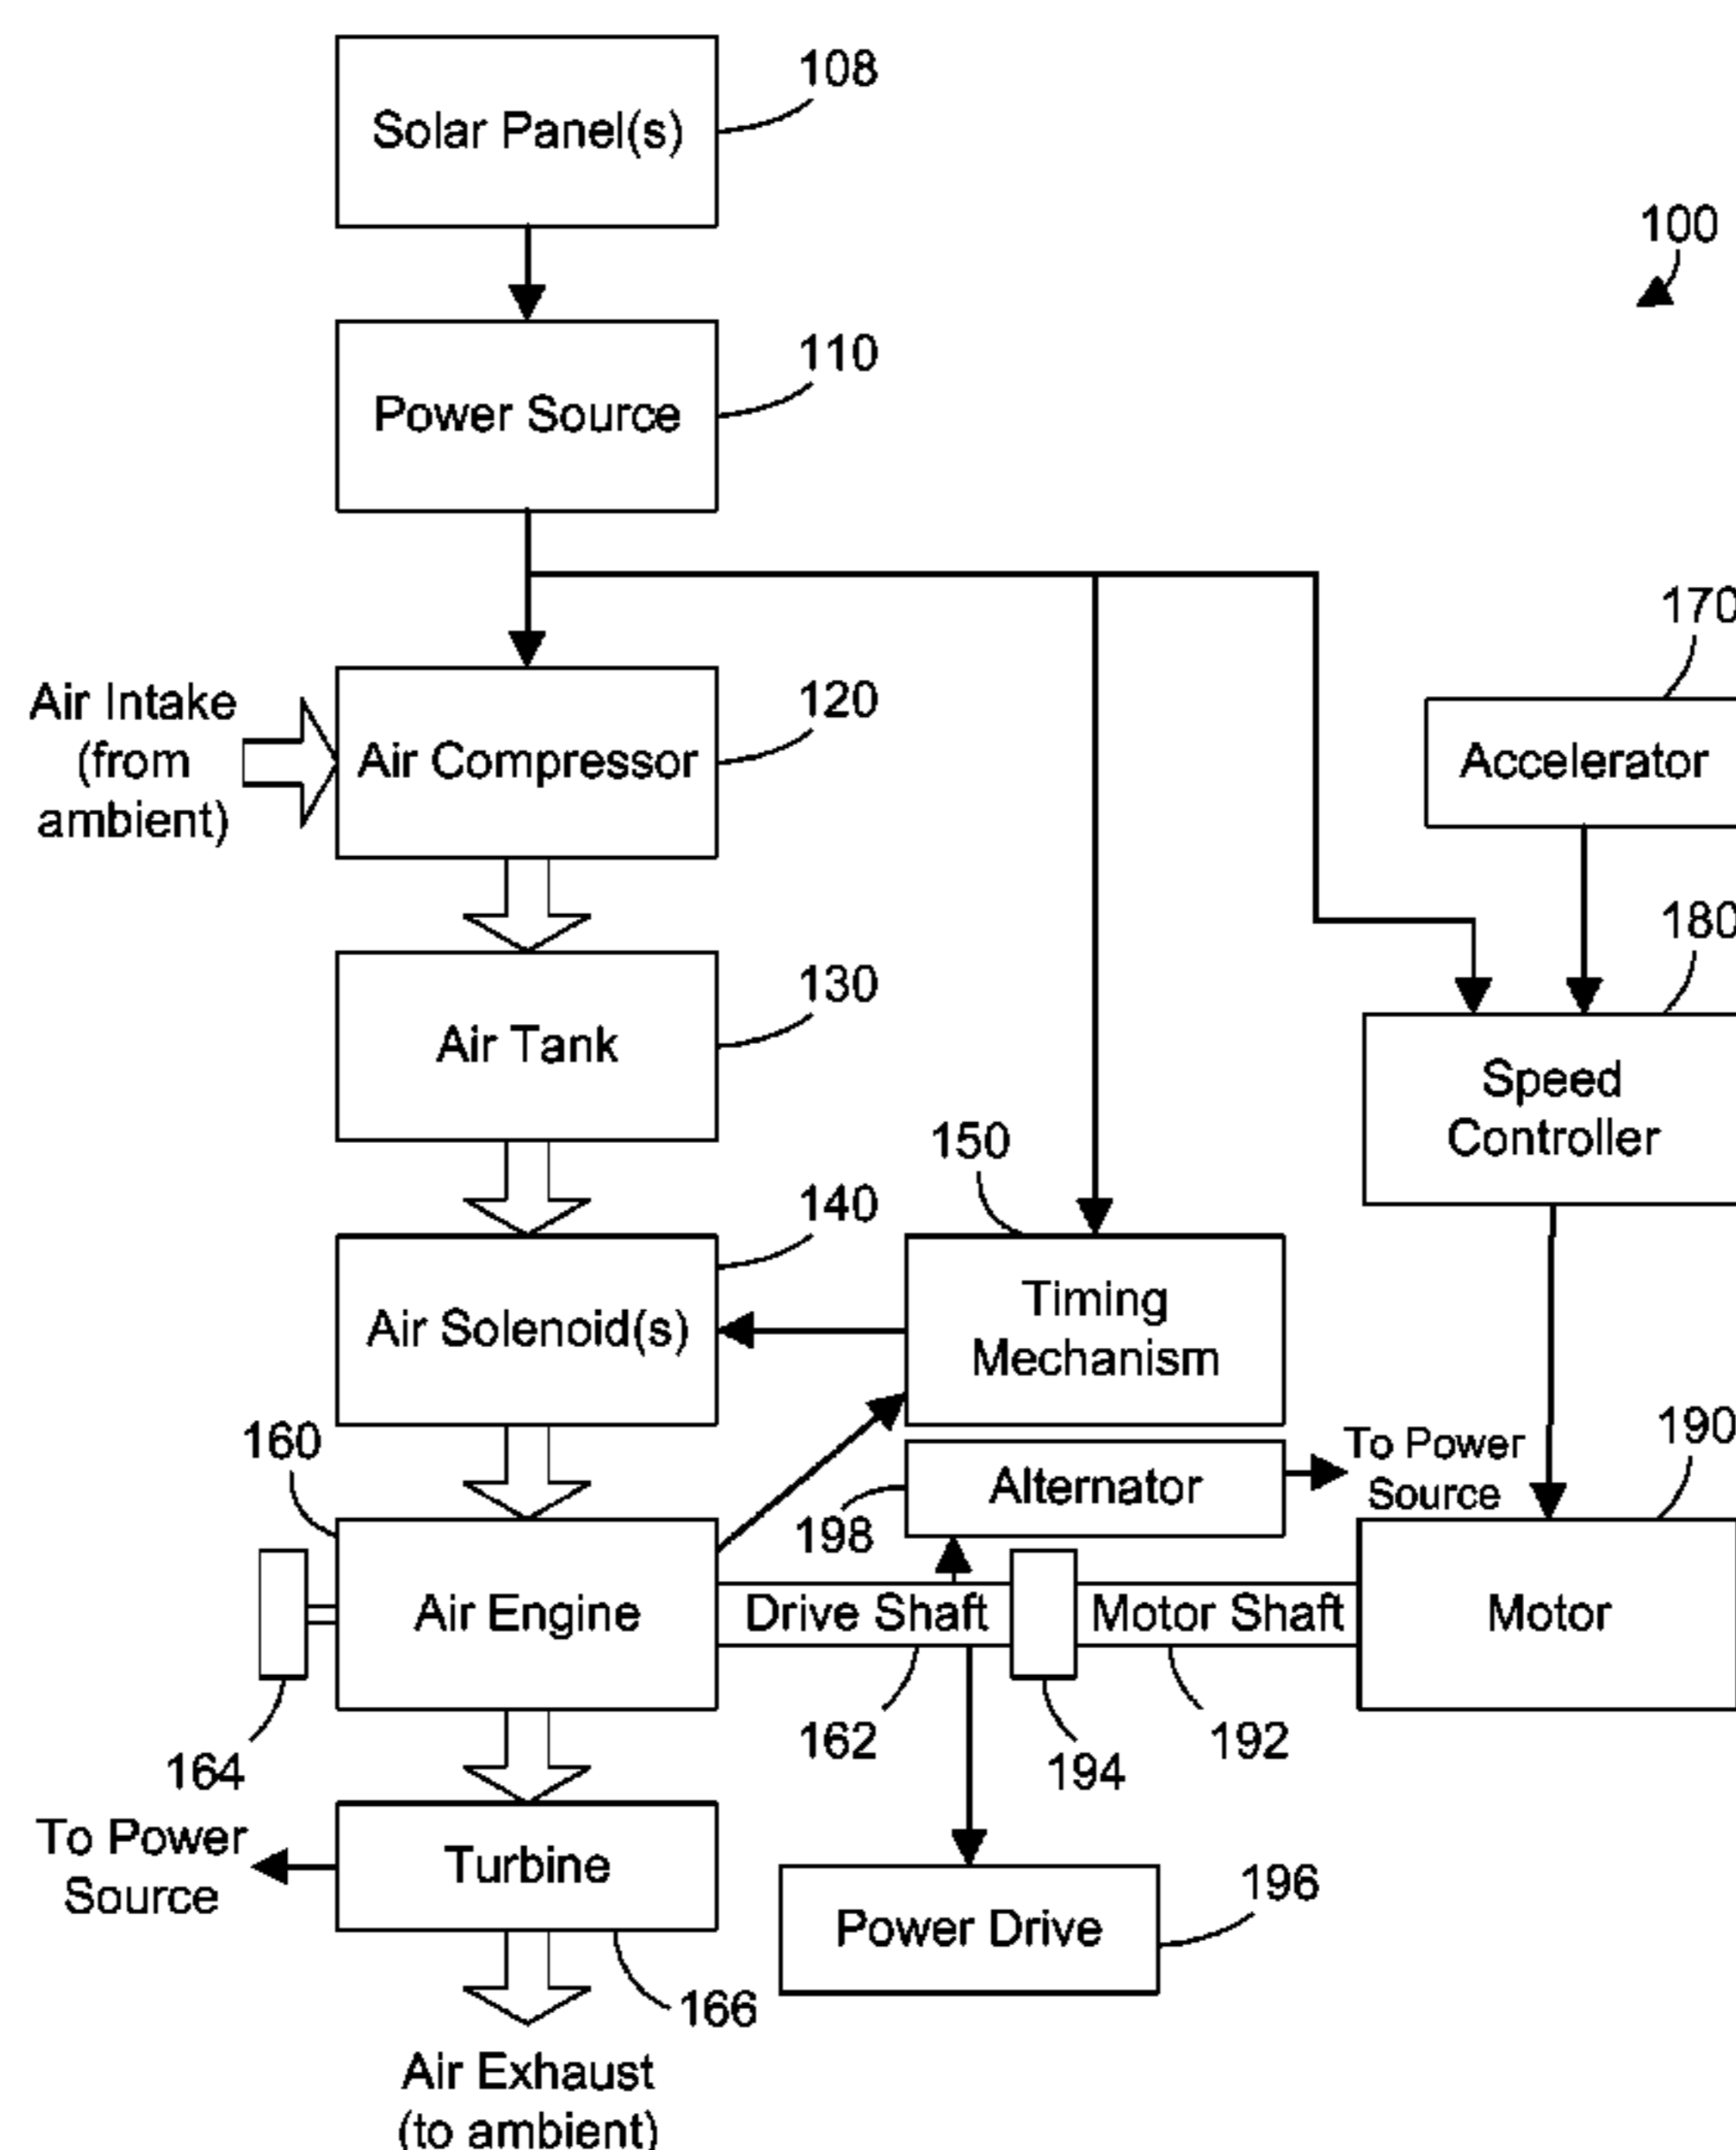 108
Solar Panel(s)
100
110
Power Source
170
Air Intake
(from
ambient)
120
Air Compressor
Accelerator
180
130
Air Tank
Speed
Controller
150
140
Air Solenoid(s)
Timing
Mechanism
160
190
To Power
Source
Alternator
198
Air Engine
Drive Shaft
Motor Shaft
Motor
164
162
194
192
To Power
Source
Turbine
196
Power Drive
166
Air Exhaust
(to ambient)